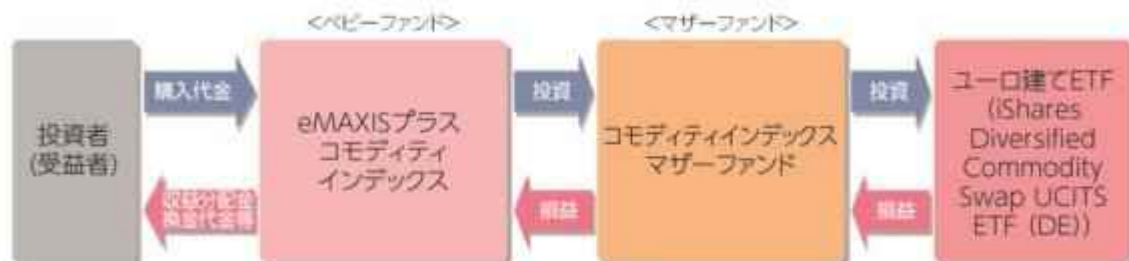 <ベビーファンド>
<マザーファンド>
投資者
(受益者)
購入代金
収益分配金
換金代金等
eMAXISプラス
コモディティ
インデックス
投資
損益
コモディティインデックス
マザーファンド
投資
損益
ユーロ建てETF
(iShares
Diversified
Commodity
Swap UCITS
ETF (DE))